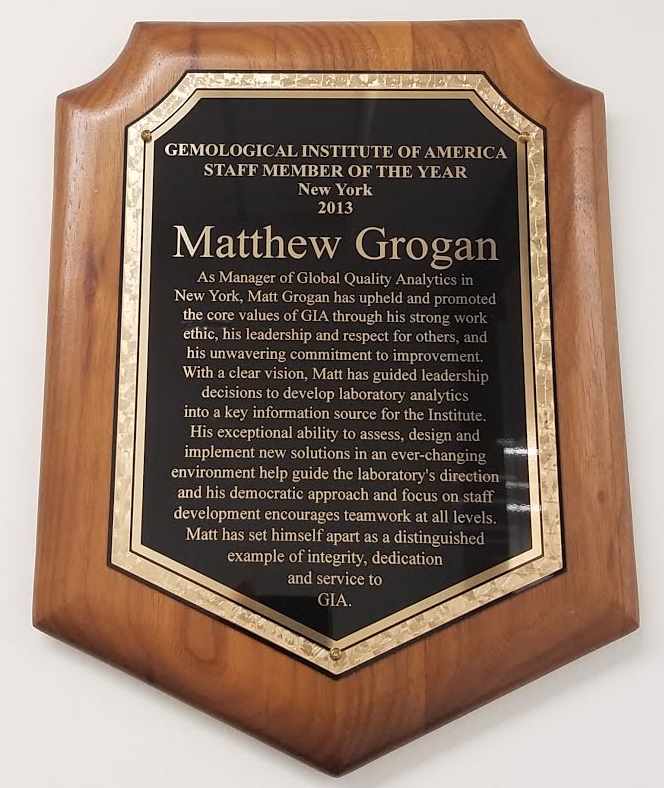 GEMOLOGICAL INSTITUTE OF AMERICA
STAFF MEMBER OF THE YEAR
New York
2013
Matthew Grogan
As Manager of Global Quality Analytics in
New York, Matt Grogan has upheld and promoted
the core values of GIA through his strong work
ethic, his leadership and respect for others, and
his unwavering commitment to improvement.
With a clear vision, Matt has guided leadership
decisions to develop laboratory analytics
into a key information source for the Institute.
His exceptional ability to assess, design and
implement new solutions in an ever-changing
environment help guide the laboratory's direction
and his democratic approach and focus on staff
development encourages teamwork at all levels.
Matt has set himself apart as a distinguished
example of integrity, dedication
and service to
GIA.